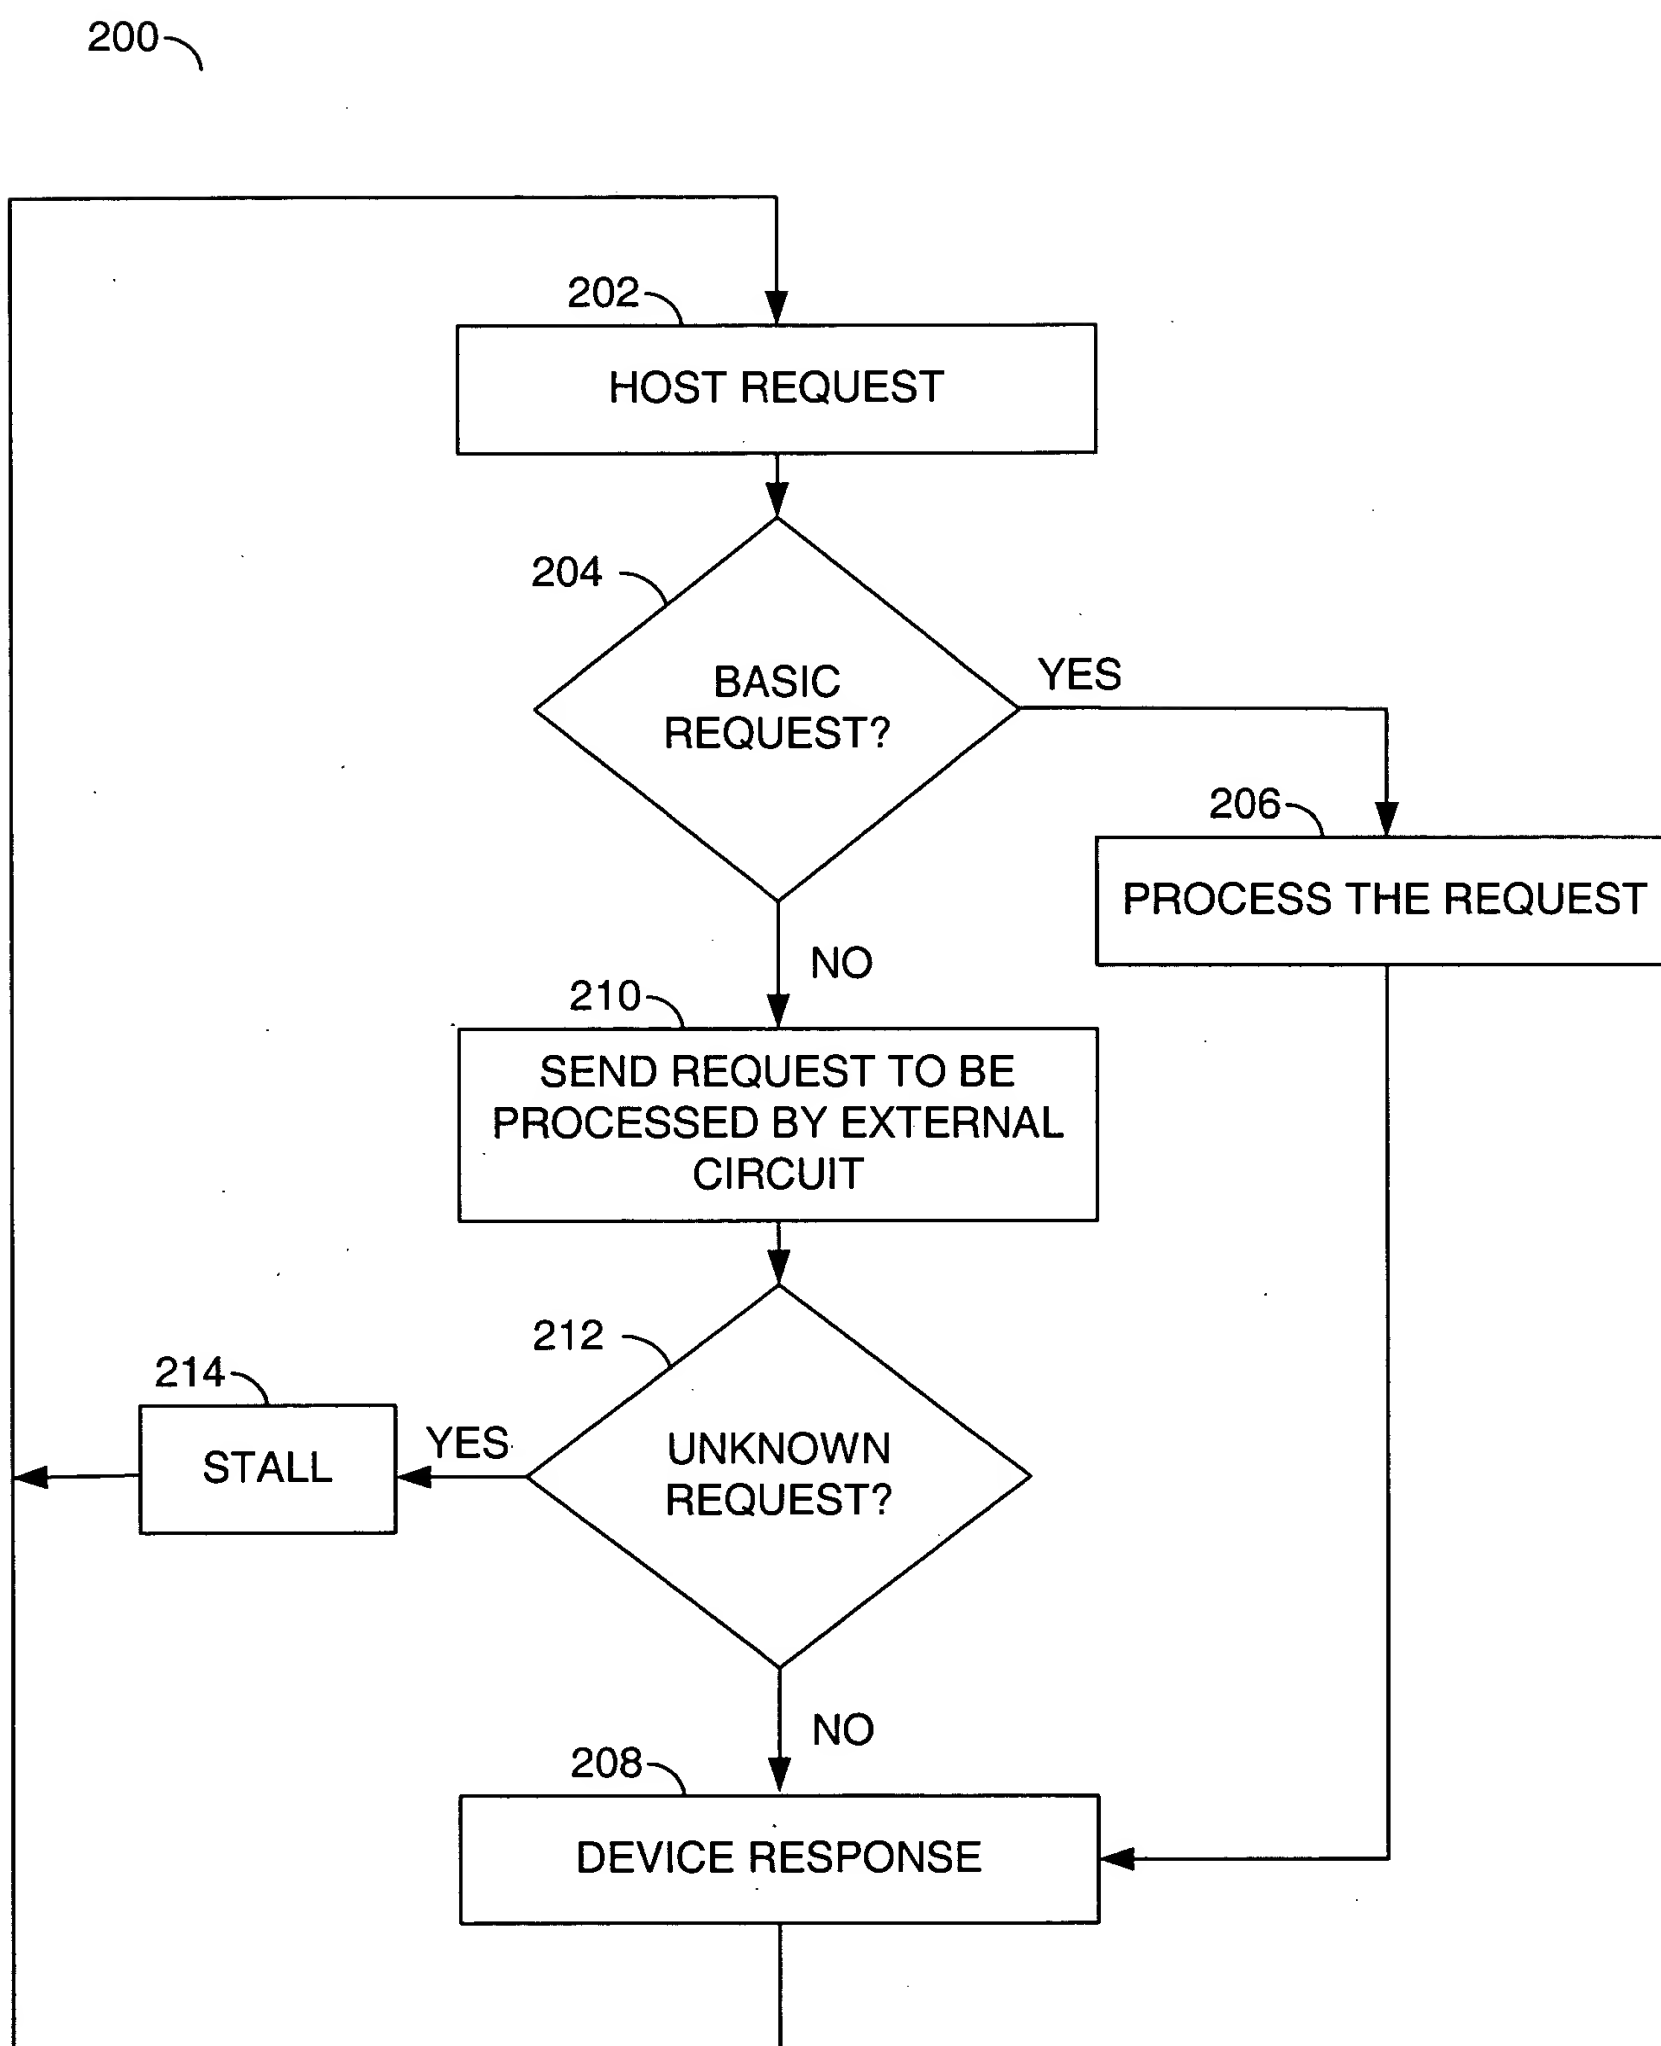 200
202
HOST REQUEST
204
BASIC
REQUEST?
YES
206
PROCESS THE REQUEST
NO
210
SEND REQUEST TO BE
PROCESSED BY EXTERNAL
CIRCUIT
212
UNKNOWN
REQUEST?
214
YES
STALL
NO
208
DEVICE RESPONSE